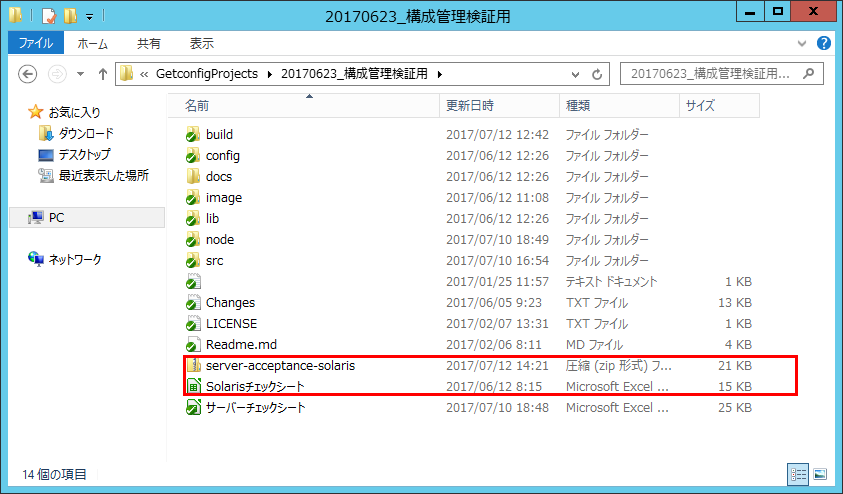 20170623_構成管理検証用
ファイル ホーム 共有 表示
« GetconfigProjects ▸ 20170623_構成管理検証用 ▸ 20170623_構成管理検証用...
名前 更新日時 種類 サイズ
お気に入り
ダウンロード
デスクトップ
最近表示した場所
PC
ネットワーク
build 2017/07/12 12:42 ファイル フォルダー
config 2017/06/12 12:26 ファイル フォルダー
docs 2017/06/12 12:26 ファイル フォルダー
image 2017/06/12 11:08 ファイル フォルダー
lib 2017/06/12 12:26 ファイル フォルダー
node 2017/07/10 18:49 ファイル フォルダー
src 2017/07/10 16:54 ファイル フォルダー
2017/01/25 11:57 テキスト ドキュメント 1 KB
Changes 2017/06/05 9:23 TXT ファイル 13 KB
LICENSE 2017/02/07 13:31 TXT ファイル 1 KB
Readme.md 2017/02/06 8:11 MD ファイル 4 KB
server-acceptance-solaris 2017/07/12 14:21 圧縮 (zip 形式) フ... 21 KB
Solarisチェックシート 2017/06/12 8:15 Microsoft Excel ... 15 KB
サーバーチェックシート 2017/07/10 18:48 Microsoft Excel ... 25 KB
14 個の項目